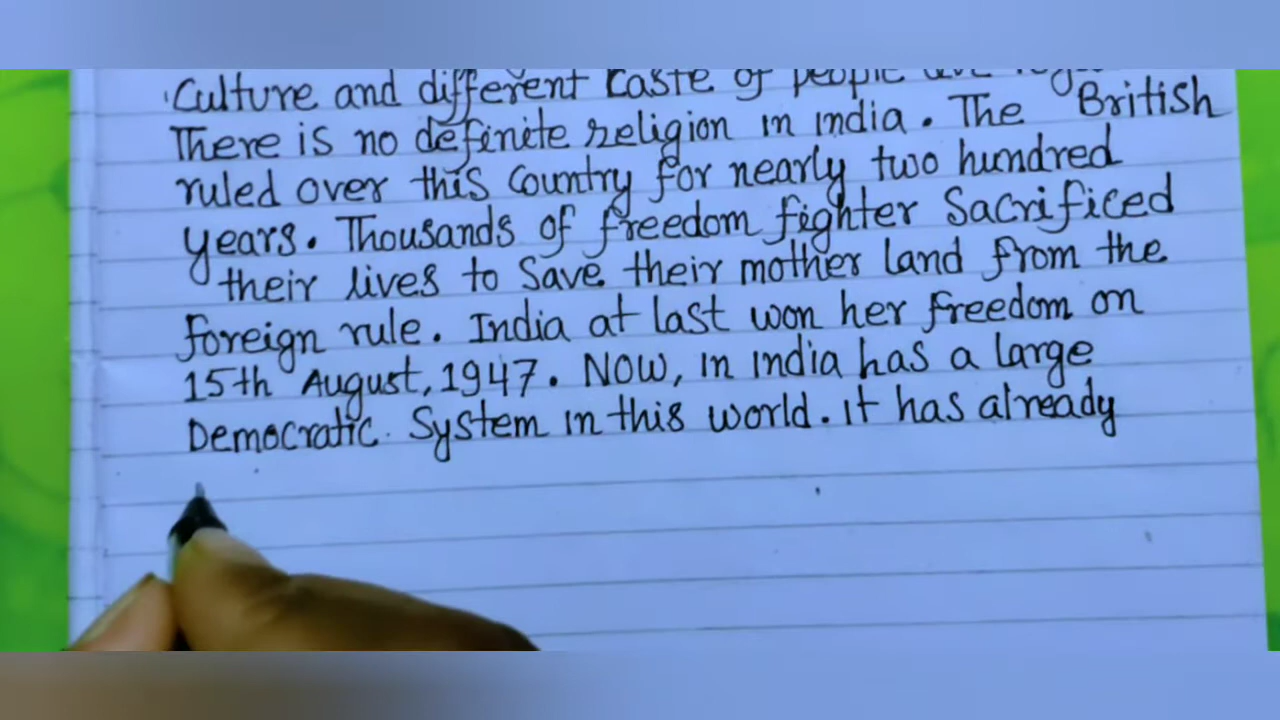 Culture and different Caste of people live
There is no definite religion in india. The British
ruled over this Country for nearly two hundred
years. Thousands of freedom fighter Sacrificed
their lives to Save their mother land from the
foreign rule. India at last won her freedom on
15th August, 1947. NOW, in india has a large
Democratic System in this world. it has already